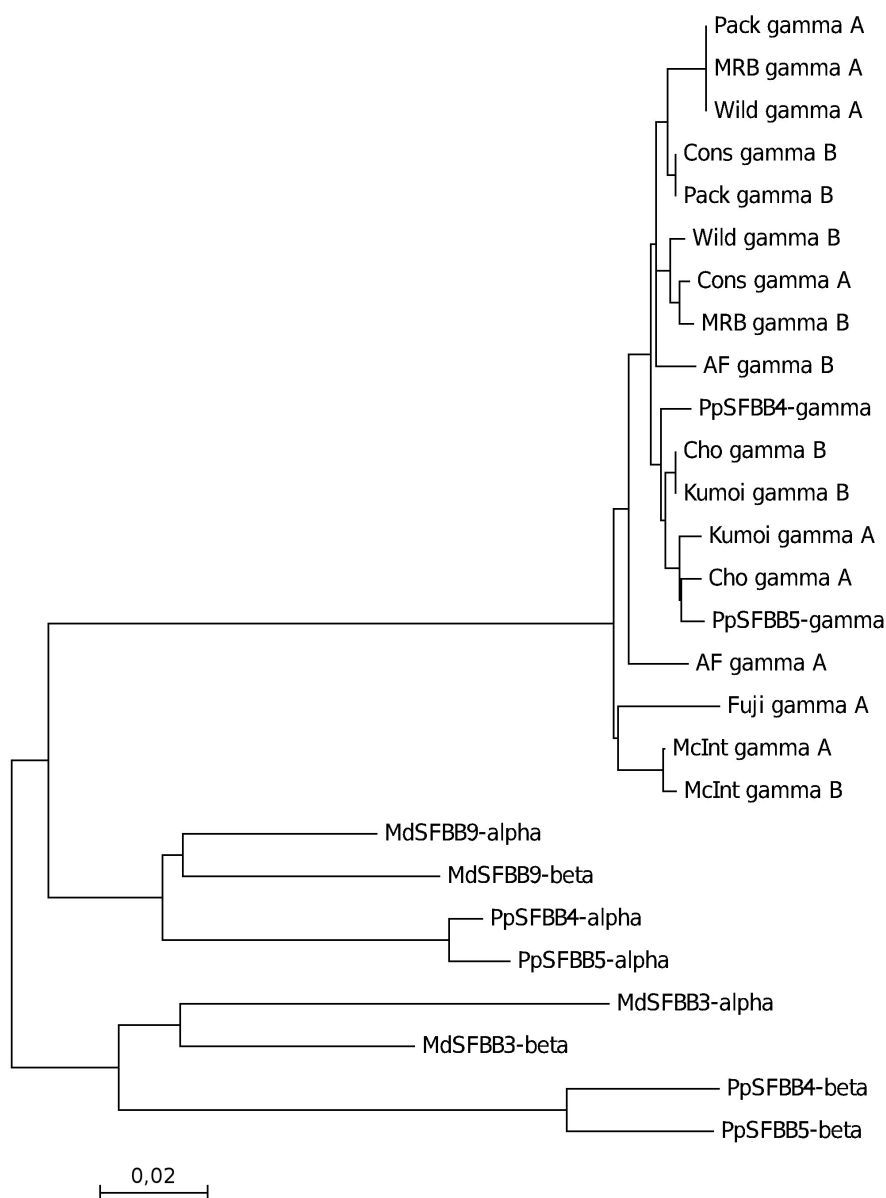 Pack gamma A
MRB gamma A
Wild gamma A
Cons gamma B
Pack gamma B
Wild gamma B
Cons gamma A
MRB gamma B
AF gamma B
PpSFBB4-gamma
Cho gamma B
Kumoi gamma B
Kumoi gamma A
Cho gamma A
PpSFBB5-gamma
AF gamma A
Fuji gamma A
McInt gamma A
McInt gamma B
MdSFBB9-alpha
MdSFBB9-beta
PpSFBB4-alpha
PpSFBB5-alpha
MdSFBB3-alpha
MdSFBB3-beta
PpSFBB4-beta
PpSFBB5-beta
0,02